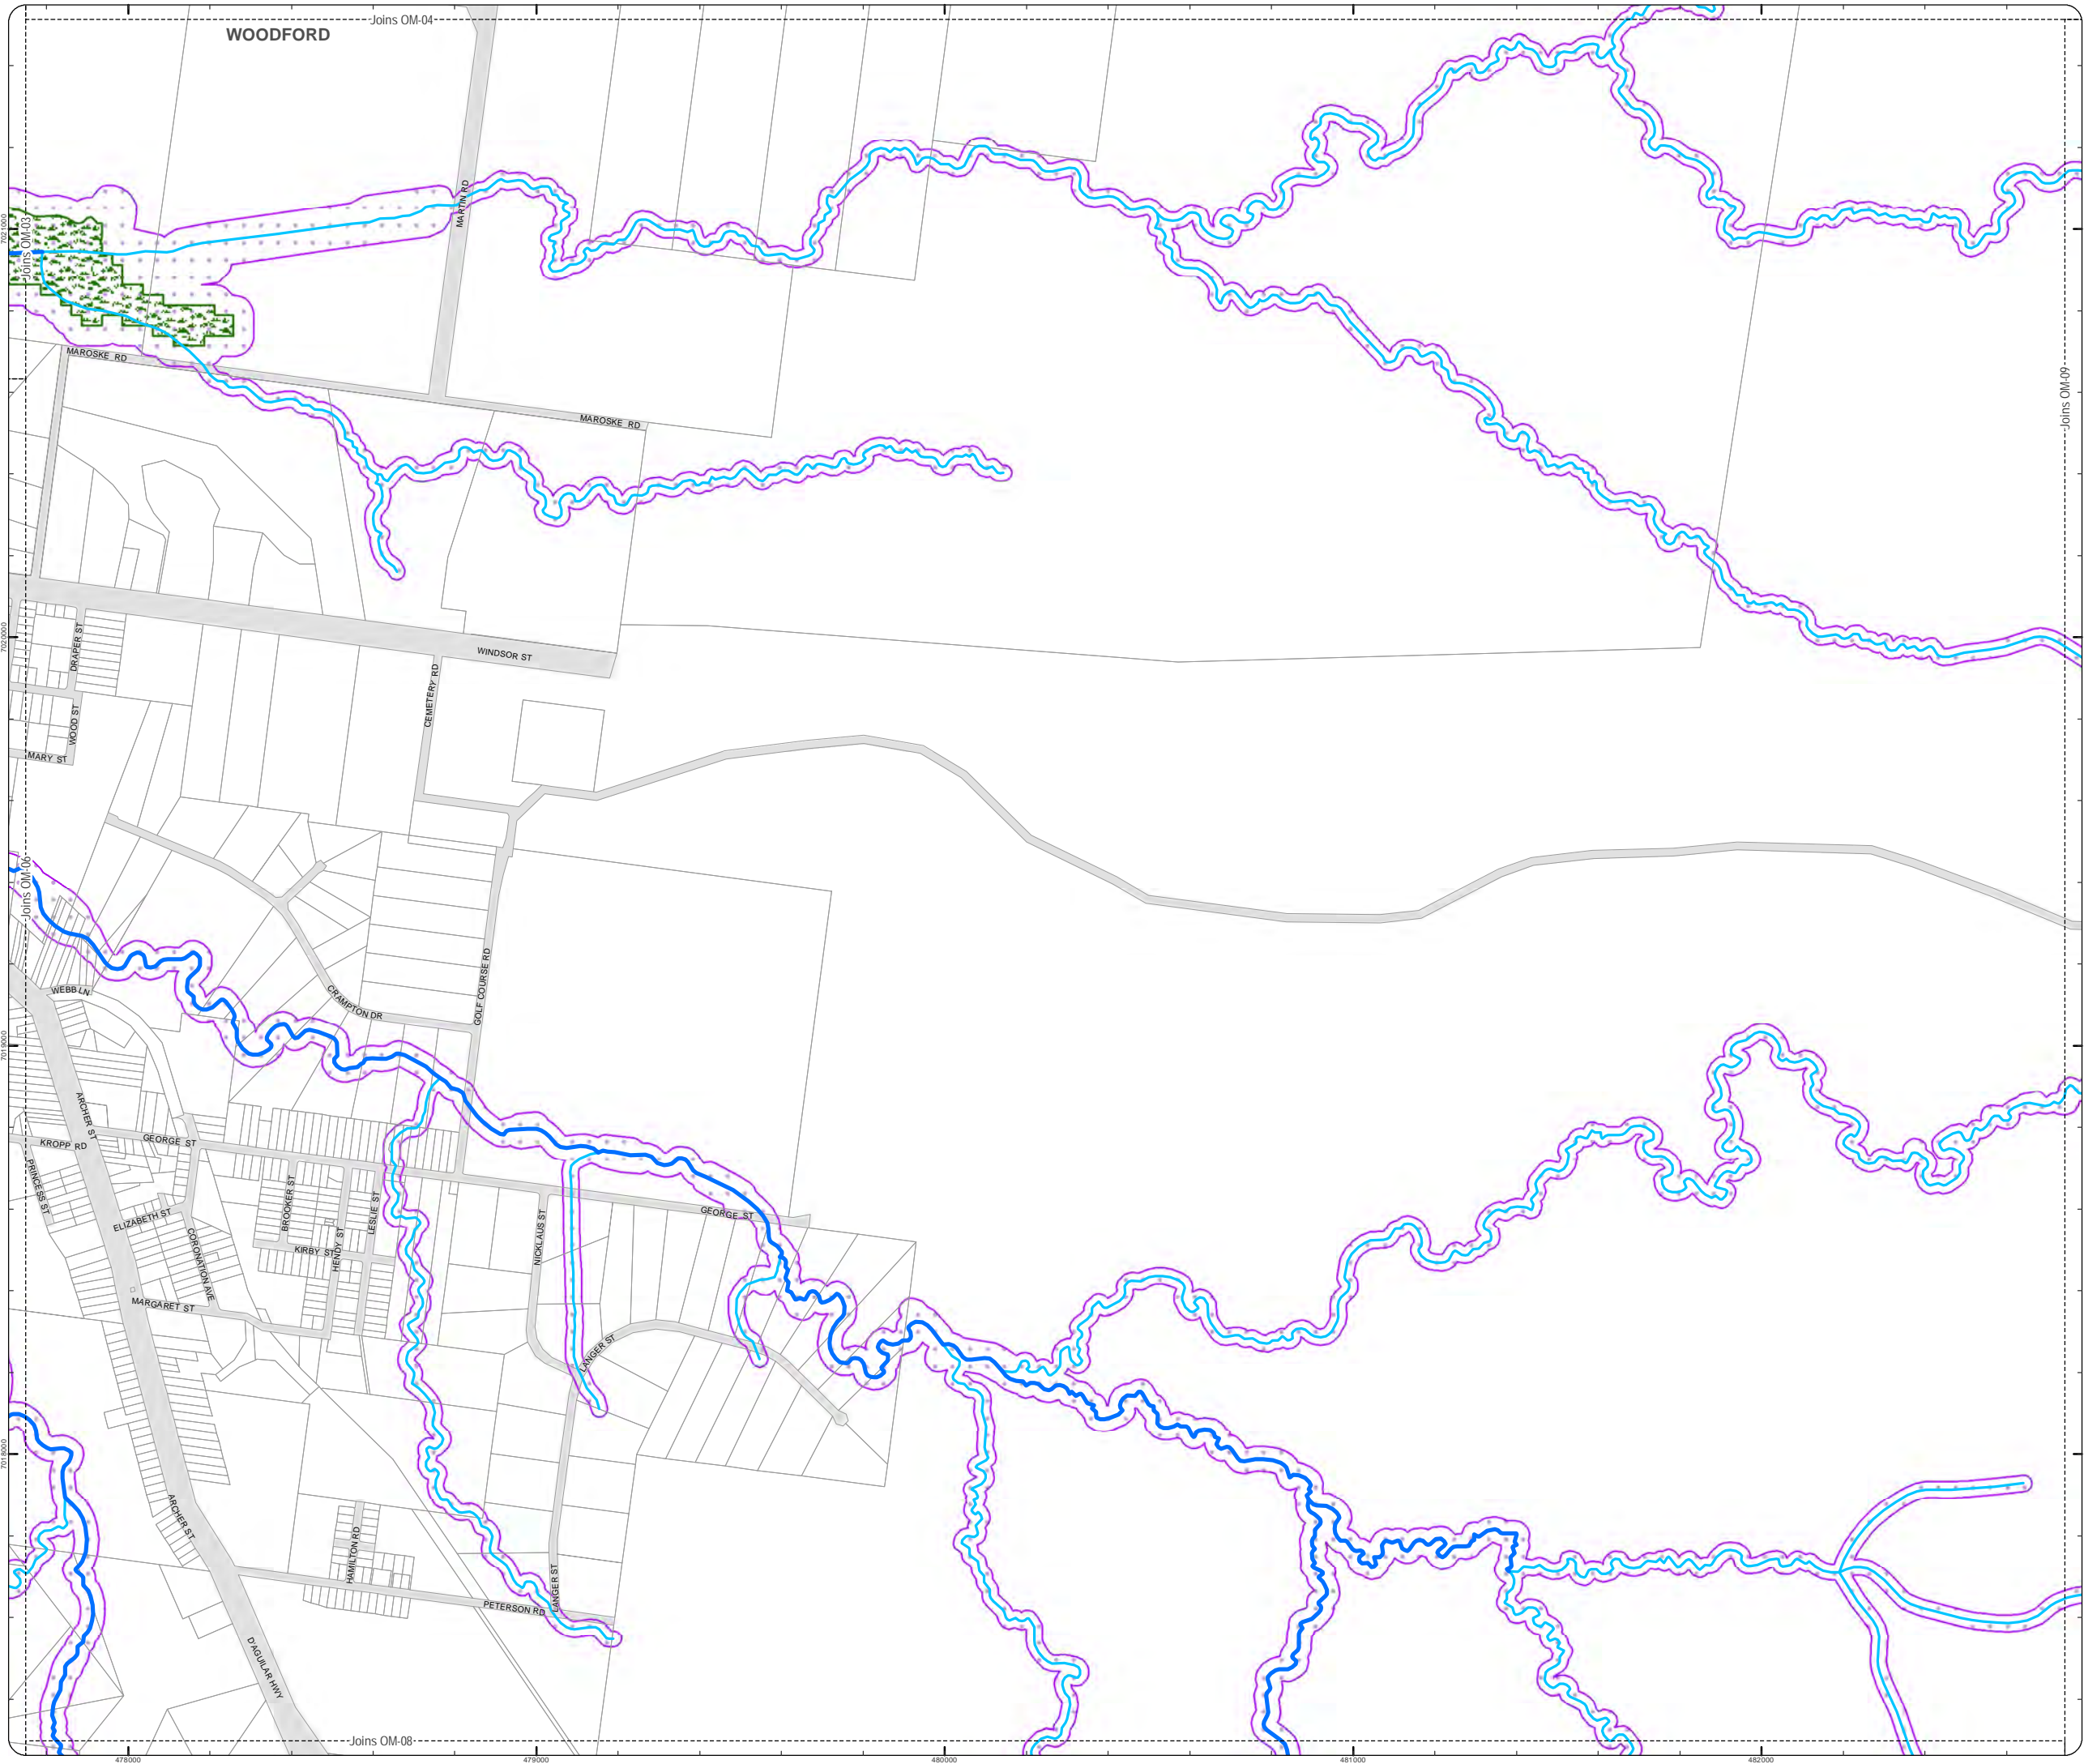 Joins OM-04
WOODFORD
MARTIN RD
7021000
Joins OM-03
MAROSKE RD
MAROSKE RD
Joins OM-09
7020000
DRAPER ST
WINDSOR ST
CEMETERY RD
WOOD ST
MARY ST
Joins OM-06
GOLF COURSE RD
WEBB LN
CRAMPTON DR
7019000
ARCHER ST
KROPP RD
GEORGE ST
PRINCESS ST
BROOKER ST
LESLIE ST
GEORGE ST
ELIZABETH ST
NICKLAUS ST
CORONATION AVE
KIRBY ST
HENDY ST
MARGARET ST
LANGER ST
7018000
ARCHER ST
HAMILTON RD
LANGER ST
PETERSON RD
D'AGUILAR HWY
Joins OM-08
478000
479000
480000
481000
482000